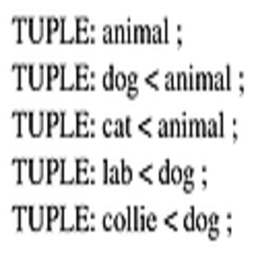 TUPLE: animal ;
TUPLE: dog < animal ;
TUPLE: cat < animal ;
TUPLE: lab < dog ;
TUPLE: collie < dog ;